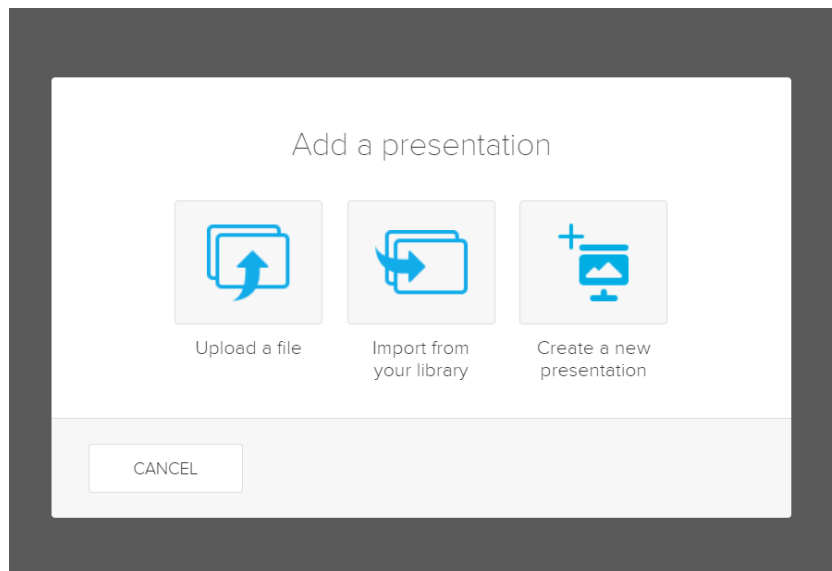 Add a presentation
Upload a file
Import from
your library
Create a new
presentation
CANCEL